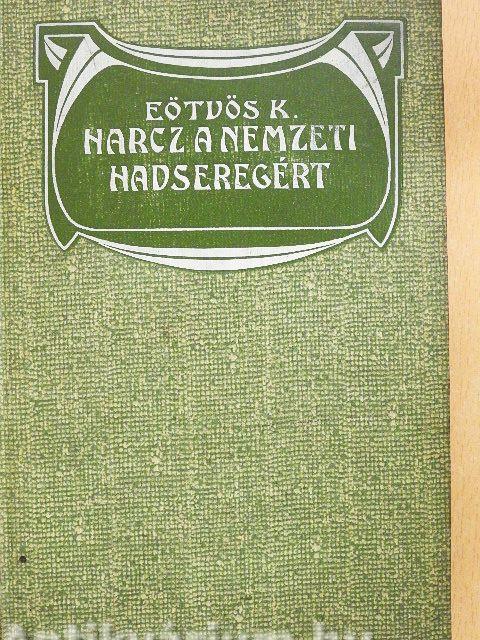 EÖTVÖS K.
HARCZ A NEMZETI
HADSEREGÉRT